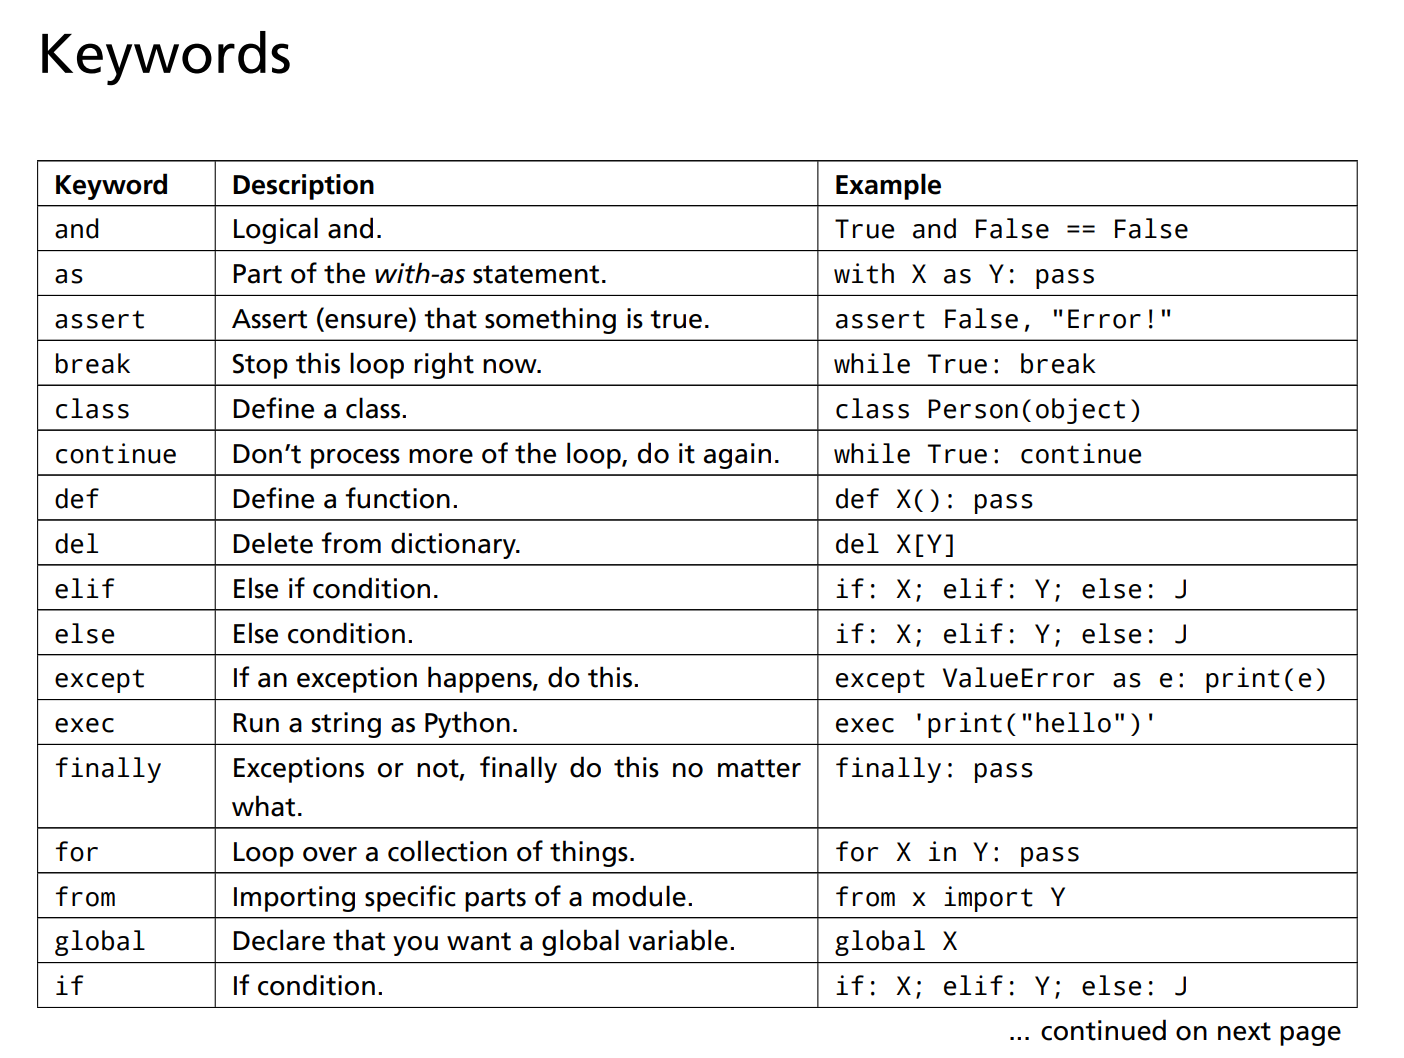 Keywords
Keyword Description Example
and Logical and. True and False == False
as Part of the with-as statement. with X as Y: pass
assert Assert (ensure) that something is true. assert False, "Error!"
break Stop this loop right now. while True: break
class Define a class. class Person(object)
continue Don’t process more of the loop, do it again. while True: continue
def Define a function. def X(): pass
del Delete from dictionary. del X[Y]
elif Else if condition. if: X; elif: Y; else: J
else Else condition. if: X; elif: Y; else: J
except If an exception happens, do this. except ValueError as e: print(e)
exec Run a string as Python. exec 'print("hello")'
finally Exceptions or not, finally do this no matter finally: pass
what.
for Loop over a collection of things. for X in Y: pass
from Importing specific parts of a module. from x import Y
global Declare that you want a global variable. global X
if If condition. if: X; elif: Y; else: J
... continued on next page